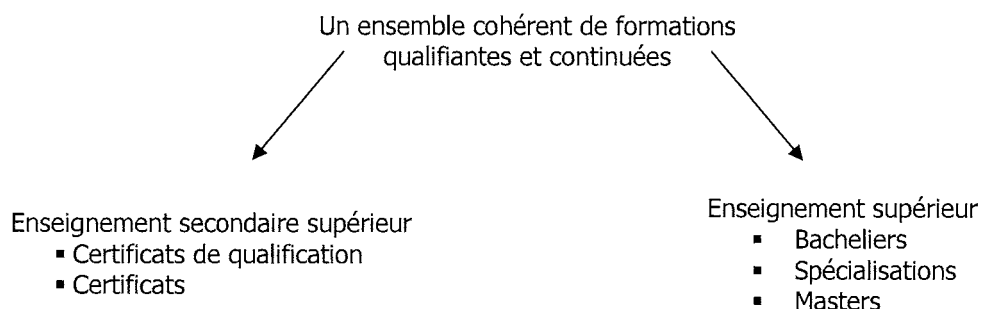 Un ensemble cohérent de formations
qualifiantes et continuées
Enseignement secondaire supérieur
▪ Certificats de qualification
▪ Certificats
Enseignement supérieur
▪ Bacheliers
▪ Spécialisations
▪ Masters